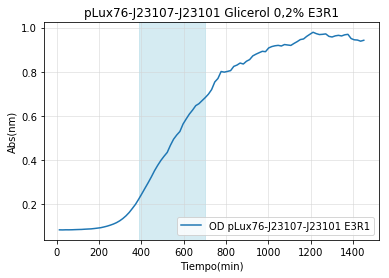 pLux76-J23107-J23101 Glicerol 0,2% E3R1
Abs(nm)
1.0
0.8
0.6
0.4
0.2
0 200 400 600 800 1000 1200 1400
Tiempo(min)
OD pLux76-J23107-J23101 E3R1